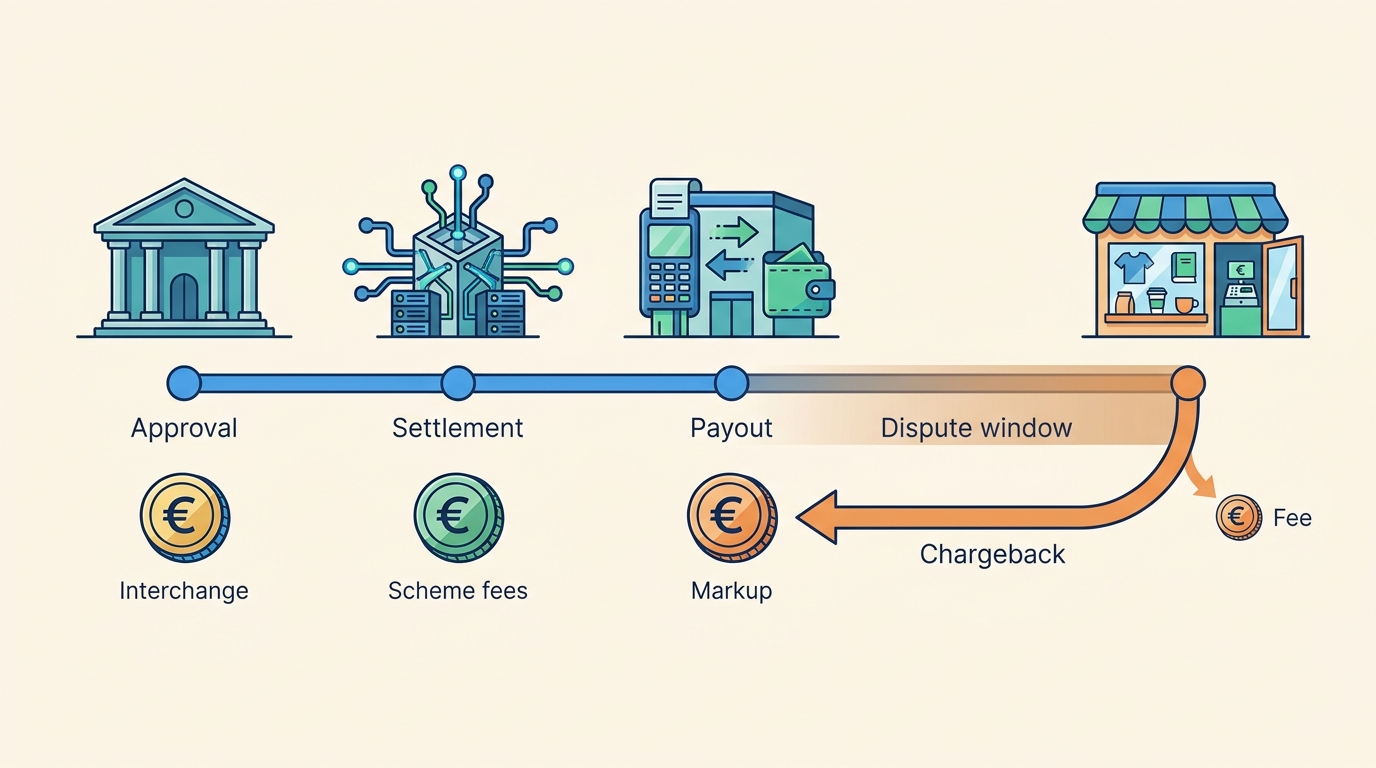 €
Approval
Settlement
Payout
Dispute window
€
€
€
€
Fee
Chargeback
Interchange
Scheme fees
Markup